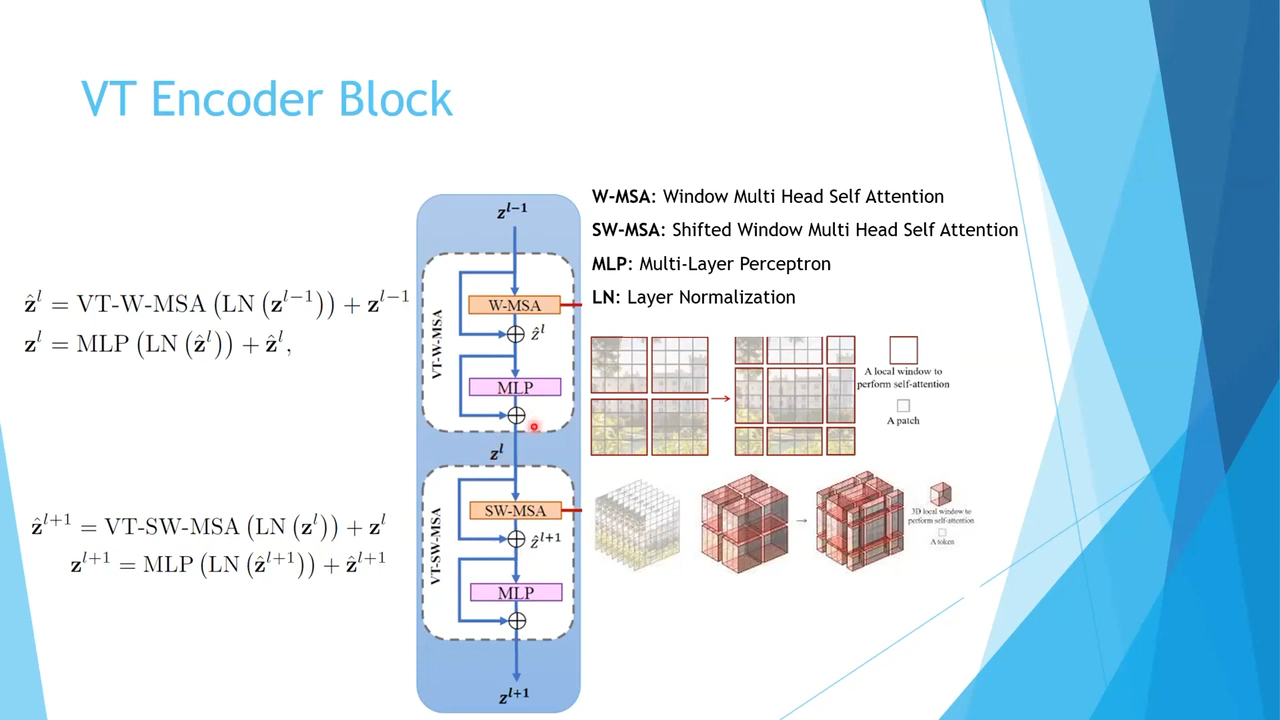 VT Encoder Block
W-MSA: Window Multi Head Self Attention
SW-MSA: Shifted Window Multi Head Self Attention
MLP: Multi-Layer Perceptron
LN: Layer Normalization
ẑ^l = VT-W-MSA (LN (z^{l−1})) + z^{l−1}
z^l = MLP (LN (ẑ^l)) + ẑ^l,
ẑ^{l+1} = VT-SW-MSA (LN (z^l)) + z^l
z^{l+1} = MLP (LN (ẑ^{l+1})) + ẑ^{l+1}
z^{l−1}
VT-W-MSA
W-MSA
ẑ^l
MLP
z^l
VT-SW-MSA
SW-MSA
ẑ^{l+1}
MLP
z^{l+1}
A local window to
perform self-attention
A patch
3D local window to
perform self-attention
A token